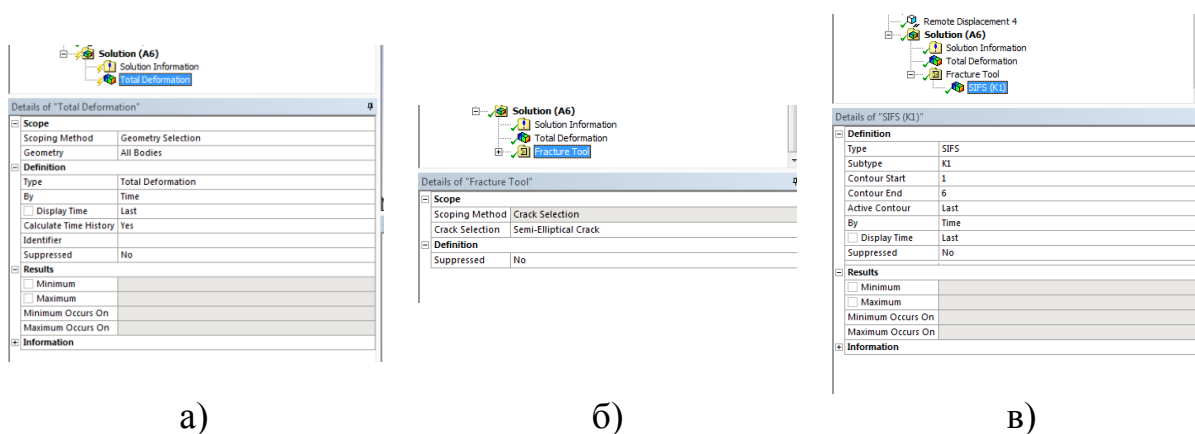 Solution (A6)
Solution Information
Total Deformation
Details of "Total Deformation"
Scope
Scoping Method Geometry Selection
Geometry All Bodies
Definition
Type Total Deformation
By Time
Display Time Last
Calculate Time History Yes
Identifier
Suppressed No
Results
Minimum
Maximum
Minimum Occurs On
Maximum Occurs On
Information
а)
Solution (A6)
Solution Information
Total Deformation
Fracture Tool
Details of "Fracture Tool"
Scope
Scoping Method Crack Selection
Crack Selection Semi-Elliptical Crack
Definition
Suppressed No
б)
Remote Displacement 4
Solution (A6)
Solution Information
Total Deformation
Fracture Tool
SIFS (K1)
Details of "SIFS (K1)"
Definition
Type SIFS
Subtype K1
Contour Start 1
Contour End 6
Active Contour Last
By Time
Display Time Last
Suppressed No
Results
Minimum
Maximum
Minimum Occurs On
Maximum Occurs On
Information
в)